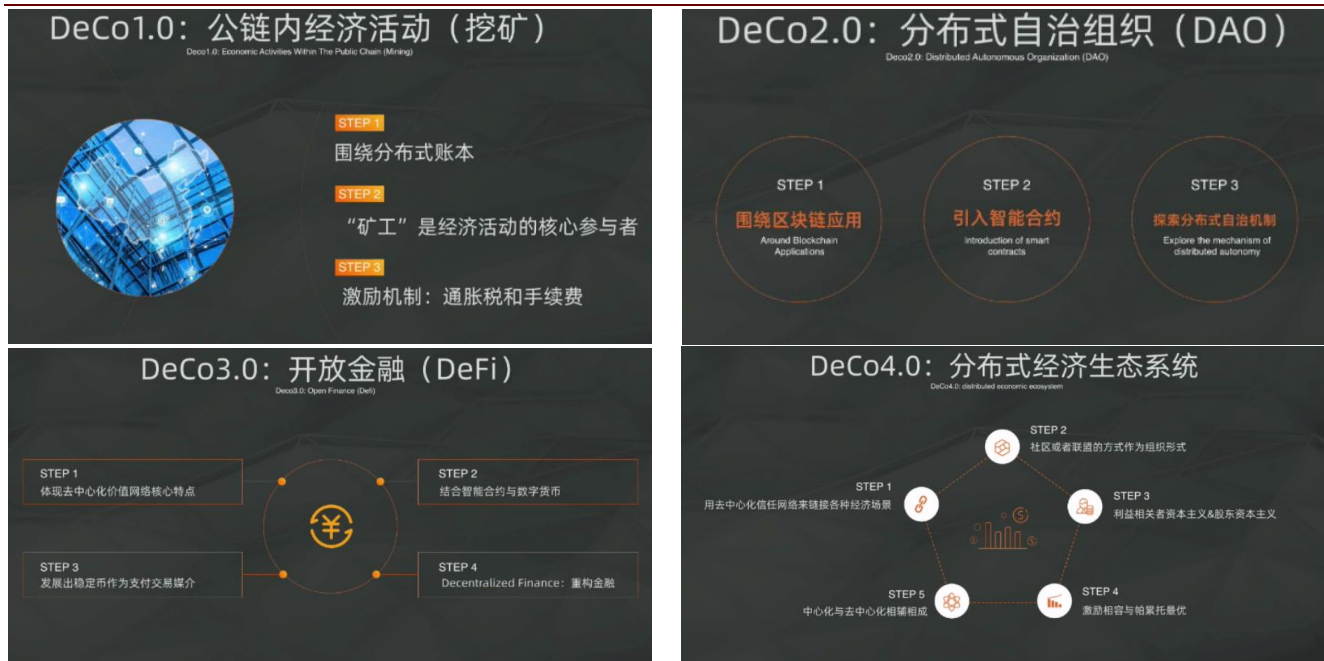 DeCo1.0：公链内经济活动（挖矿）
Deco1.0: Economic Activities Within The Public Chain (Mining)
STEP 1
围绕分布式账本
STEP 2
“矿工”是经济活动的核心参与者
STEP 3
激励机制：通胀税和手续费
DeCo2.0：分布式自治组织（DAO）
Deco2.0: Distributed Autonomous Organization (DAO)
STEP 1
围绕区块链应用
Around Blockchain
Applications
STEP 2
引入智能合约
Introduction of smart
contracts
STEP 3
探索分布式自治机制
Explore the mechanism of
distributed autonomy
DeCo3.0：开放金融（DeFi）
Deco3.0: Open Finance (Defi)
STEP 1
体现去中心化价值网络核心特点
STEP 2
结合智能合约与数字货币
STEP 3
发展出稳定币作为支付交易媒介
STEP 4
Decentralized Finance：重构金融
DeCo4.0：分布式经济生态系统
DeCo4.0: distributed economic ecosystem
STEP 1
用去中心化信任网络来链接各种经济场景
STEP 2
社区或者联盟的方式作为组织形式
STEP 3
利益相关者资本主义&股东资本主义
STEP 4
激励相容与帕累托最优
STEP 5
中心化与去中心化相辅相成